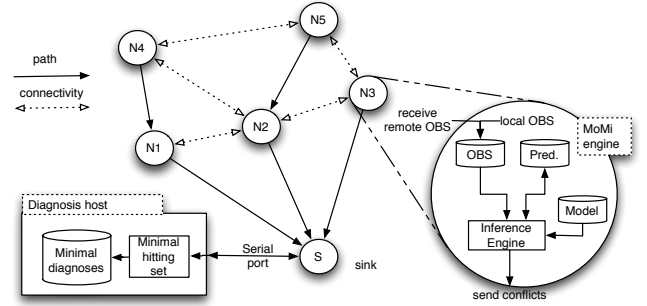 path
connectivity
N4
N5
N3
N2
N1
S
sink
receive
remote OBS
local OBS
MoMi
engine
OBS
Pred.
Model
Inference
Engine
send conflicts
Diagnosis host
Minimal
diagnoses
Minimal
hitting
set
Serial
port